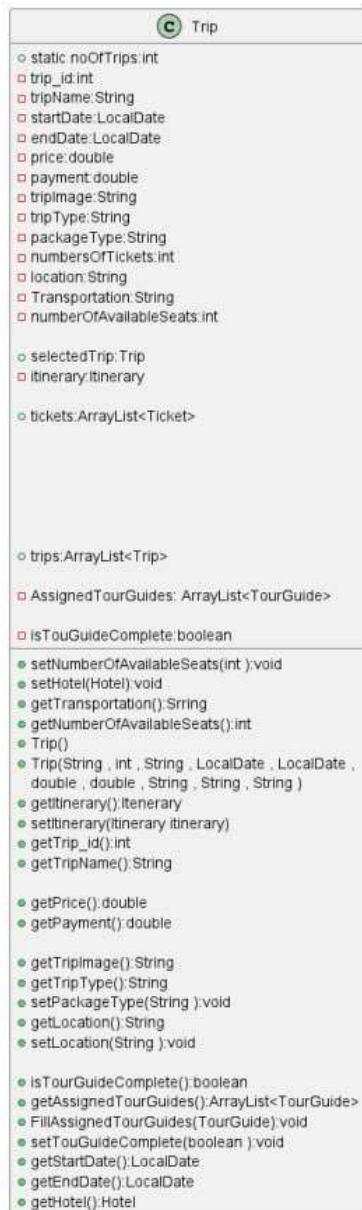 C Trip
static noOfTrips:int
trip_id:int
tripName:String
startDate:LocalDate
endDate:LocalDate
price:double
payment:double
tripImage:String
tripType:String
packageType:String
numbersOfTickets:int
location:String
Transportation:String
numberOfAvailableSeats:int
selectedTrip:Trip
itinerary:Itinerary
tickets:ArrayList<Ticket>
trips:ArrayList<Trip>
AssignedTourGuides: ArrayList<TourGuide>
isTouGuideComplete:boolean
setNumberOfAvailableSeats(int ):void
setHotel(Hotel):void
getTransportation():Srring
getNumberOfAvailableSeats():int
Trip()
Trip(String , int , String , LocalDate , LocalDate ,
double , double , String , String , String )
getItinerary():Itenerary
setItinerary(Itinerary itinerary)
getTrip_id():int
getTripName():String
getPrice():double
getPayment():double
getTripImage():String
getTripType():String
setPackageType(String ):void
getLocation():String
setLocation(String ):void
isTourGuideComplete():boolean
getAssignedTourGuides():ArrayList<TourGuide>
FillAssignedTourGuides(TourGuide):void
setTouGuideComplete(boolean ):void
getStartDate():LocalDate
getEndDate():LocalDate
getHotel():Hotel